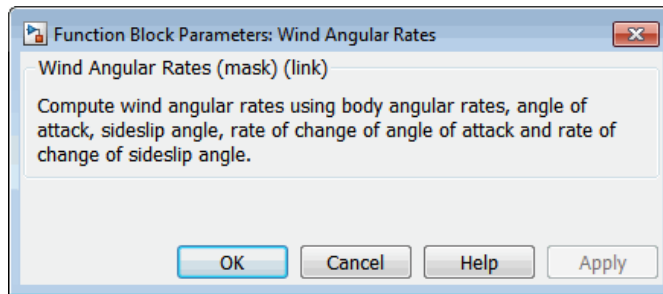 Function Block Parameters: Wind Angular Rates
Wind Angular Rates (mask) (link)
Compute wind angular rates using body angular rates, angle of
attack, sideslip angle, rate of change of angle of attack and rate of
change of sideslip angle.
OK Cancel Help Apply